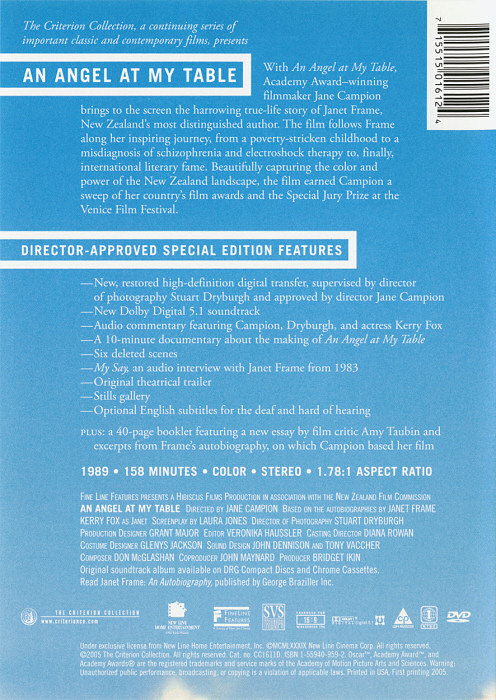 The Criterion Collection, a continuing series of
important classic and contemporary films, presents
AN ANGEL AT MY TABLE
With An Angel at My Table,
Academy Award–winning
filmmaker Jane Campion
brings to the screen the harrowing true-life story of Janet Frame,
New Zealand's most distinguished author. The film follows Frame
along her inspiring journey, from a poverty-stricken childhood to a
misdiagnosis of schizophrenia and electroshock therapy to, finally,
international literary fame. Beautifully capturing the color and
power of the New Zealand landscape, the film earned Campion a
sweep of her country's film awards and the Special Jury Prize at the
Venice Film Festival.
DIRECTOR-APPROVED SPECIAL EDITION FEATURES
—New, restored high-definition digital transfer, supervised by director
of photography Stuart Dryburgh and approved by director Jane Campion
—New Dolby Digital 5.1 soundtrack
—Audio commentary featuring Campion, Dryburgh, and actress Kerry Fox
—A 10-minute documentary about the making of An Angel at My Table
—Six deleted scenes
—My Say, an audio interview with Janet Frame from 1983
—Original theatrical trailer
—Stills gallery
—Optional English subtitles for the deaf and hard of hearing
PLUS: a 40-page booklet featuring a new essay by film critic Amy Taubin and
excerpts from Frame's autobiography, on which Campion based her film
1989 • 158 MINUTES • COLOR • STEREO • 1.78:1 ASPECT RATIO
FINE LINE FEATURES PRESENTS A HIBISCUS FILMS PRODUCTION IN ASSOCIATION WITH THE NEW ZEALAND FILM COMMISSION
AN ANGEL AT MY TABLE DIRECTED BY JANE CAMPION BASED ON THE AUTOBIOGRAPHIES BY JANET FRAME
KERRY FOX AS JANET SCREENPLAY BY LAURA JONES DIRECTOR OF PHOTOGRAPHY STUART DRYBURGH
PRODUCTION DESIGNER GRANT MAJOR EDITOR VERONIKA HAUSSLER CASTING DIRECTOR DIANA ROWAN
COSTUME DESIGNER GLENYS JACKSON SOUND DESIGN JOHN DENNISON AND TONY VACCHER
COMPOSER DON McGLASHAN COPRODUCER JOHN MAYNARD PRODUCER BRIDGET IKIN
Original soundtrack album available on DRG Compact Discs and Chrome Cassettes.
Read Janet Frame: An Autobiography, published by George Braziller Inc.
THE CRITERION COLLECTION
www.criterionco.com
NEW LINE
HOME ENTERTAINMENT
FINELINE
FEATURES
SVS
16:9
DVD
Under exclusive license from New Line Home Entertainment, Inc. ©MCMLXXXIX New Line Cinema Corp. All rights reserved.
©2005 The Criterion Collection. All rights reserved. Cat. no. CC1611D. ISBN 1-55940-959-2. Oscar™, Academy Award™, and
Academy Awards® are the registered trademarks and service marks of the Academy of Motion Picture Arts and Sciences. Warning:
Unauthorized public performance, broadcasting, or copying is a violation of applicable laws. Printed in USA. First printing 2005.
7 15515 01612 4